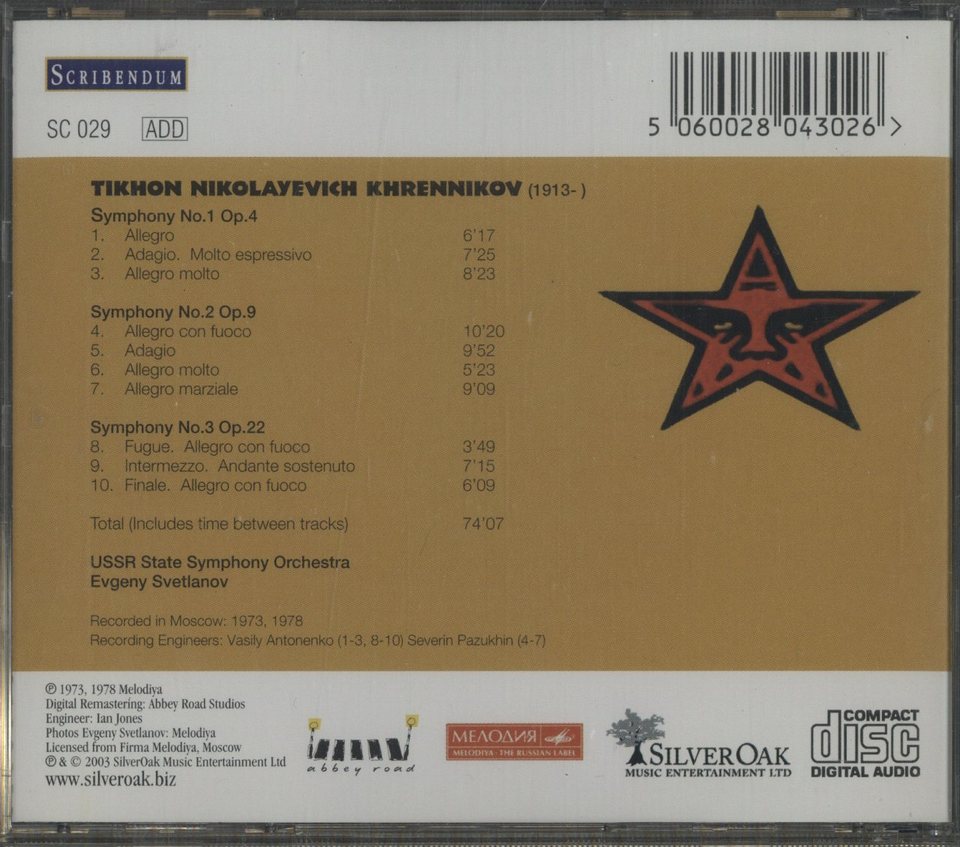 SCRIBENDUM
SC 029 ADD
5 060028 043026 >
TIKHON NIKOLAYEVICH KHRENNIKOV (1913- )
Symphony No.1 Op.4
1. Allegro 6'17
2. Adagio. Molto espressivo 7'25
3. Allegro molto 8'23
Symphony No.2 Op.9
4. Allegro con fuoco 10'20
5. Adagio 9'52
6. Allegro molto 5'23
7. Allegro marziale 9'09
Symphony No.3 Op.22
8. Fugue. Allegro con fuoco 3'49
9. Intermezzo. Andante sostenuto 7'15
10. Finale. Allegro con fuoco 6'09
Total (Includes time between tracks) 74'07
USSR State Symphony Orchestra
Evgeny Svetlanov
Recorded in Moscow: 1973, 1978
Recording Engineers: Vasily Antonenko (1-3, 8-10) Severin Pazukhin (4-7)
℗ 1973, 1978 Melodiya
Digital Remastering: Abbey Road Studios
Engineer: Ian Jones
Photos Evgeny Svetlanov: Melodiya
Licensed from Firma Melodiya, Moscow
℗ & © 2003 SilverOak Music Entertainment Ltd
www.silveroak.biz
abbey road
МЕЛОДИЯ
MELODIYA · THE RUSSIAN LABEL
SILVEROAK
MUSIC ENTERTAINMENT LTD
COMPACT
disc
DIGITAL AUDIO